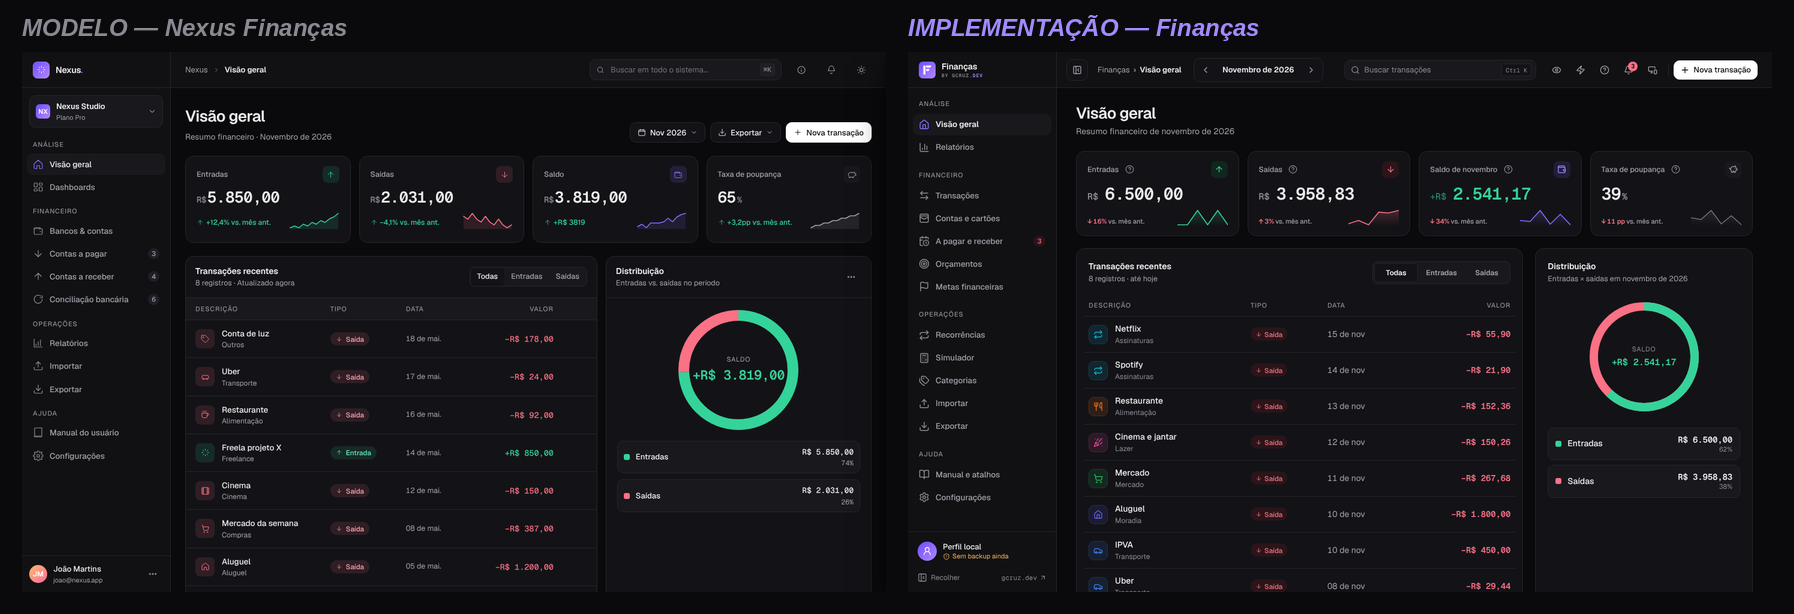 MODELO — Nexus Finanças
Nexus.
Nexus › Visão geral
Buscar em todo o sistema...
⌘K
NX
Nexus Studio
Plano Pro
ANÁLISE
Visão geral
Dashboards
FINANCEIRO
Bancos & contas
Contas a pagar 3
Contas a receber 4
Conciliação bancária 6
OPERAÇÕES
Relatórios
Importar
Exportar
AJUDA
Manual do usuário
Configurações
JM
João Martins
joao@nexus.app
Visão geral
Resumo financeiro · Novembro de 2026
Nov 2026
Exportar
+ Nova transação
Entradas
R$5.850,00
↑ +12,4% vs. mês ant.
Saídas
R$2.031,00
↑ −4,1% vs. mês ant.
Saldo
R$3.819,00
↑ +R$ 3819
Taxa de poupança
65%
↑ +3,2pp vs. mês ant.
Transações recentes
8 registros · Atualizado agora
Todas Entradas Saídas
DESCRIÇÃO TIPO DATA VALOR
Conta de luz
Outros
↓ Saída 18 de mai. −R$ 178,00
Uber
Transporte
↓ Saída 17 de mai. −R$ 24,00
Restaurante
Alimentação
↓ Saída 16 de mai. −R$ 92,00
Freela projeto X
Freelance
↑ Entrada 14 de mai. +R$ 850,00
Cinema
Cinema
↓ Saída 12 de mai. −R$ 150,00
Mercado da semana
Compras
↓ Saída 08 de mai. −R$ 387,00
Aluguel
Aluguel
↓ Saída 05 de mai. −R$ 1.200,00
Distribuição
Entradas vs. saídas no período
SALDO
+R$ 3.819,00
Entradas R$ 5.850,00
74%
Saídas R$ 2.031,00
26%
IMPLEMENTAÇÃO — Finanças
Finanças
BY GCRUZ.DEV
Finanças › Visão geral
Novembro de 2026
Buscar transações
Ctrl K
3
+ Nova transação
ANÁLISE
Visão geral
Relatórios
FINANCEIRO
Transações
Contas e cartões
A pagar e receber 3
Orçamentos
Metas financeiras
OPERAÇÕES
Recorrências
Simulador
Categorias
Importar
Exportar
AJUDA
Manual e atalhos
Configurações
Perfil local
Sem backup ainda
Recolher
gcruz.dev ↗
Visão geral
Resumo financeiro de novembro de 2026
Entradas
R$ 6.500,00
↓ 16% vs. mês ant.
Saídas
R$ 3.958,83
↑ 3% vs. mês ant.
Saldo de novembro
+R$ 2.541,17
↓ 34% vs. mês ant.
Taxa de poupança
39%
↓ 11 pp vs. mês ant.
Transações recentes
8 registros · até hoje
Todas Entradas Saídas
DESCRIÇÃO TIPO DATA VALOR
Netflix
Assinaturas
↓ Saída 15 de nov −R$ 55,90
Spotify
Assinaturas
↓ Saída 14 de nov −R$ 21,90
Restaurante
Alimentação
↓ Saída 13 de nov −R$ 152,36
Cinema e jantar
Lazer
↓ Saída 12 de nov −R$ 150,26
Mercado
Mercado
↓ Saída 11 de nov −R$ 267,68
Aluguel
Moradia
↓ Saída 10 de nov −R$ 1.800,00
IPVA
Transporte
↓ Saída 10 de nov −R$ 450,00
Uber
Transporte
↓ Saída 08 de nov −R$ 29,44
Distribuição
Entradas × saídas em novembro de 2026
SALDO
+R$ 2.541,17
Entradas R$ 6.500,00
62%
Saídas R$ 3.958,83
38%